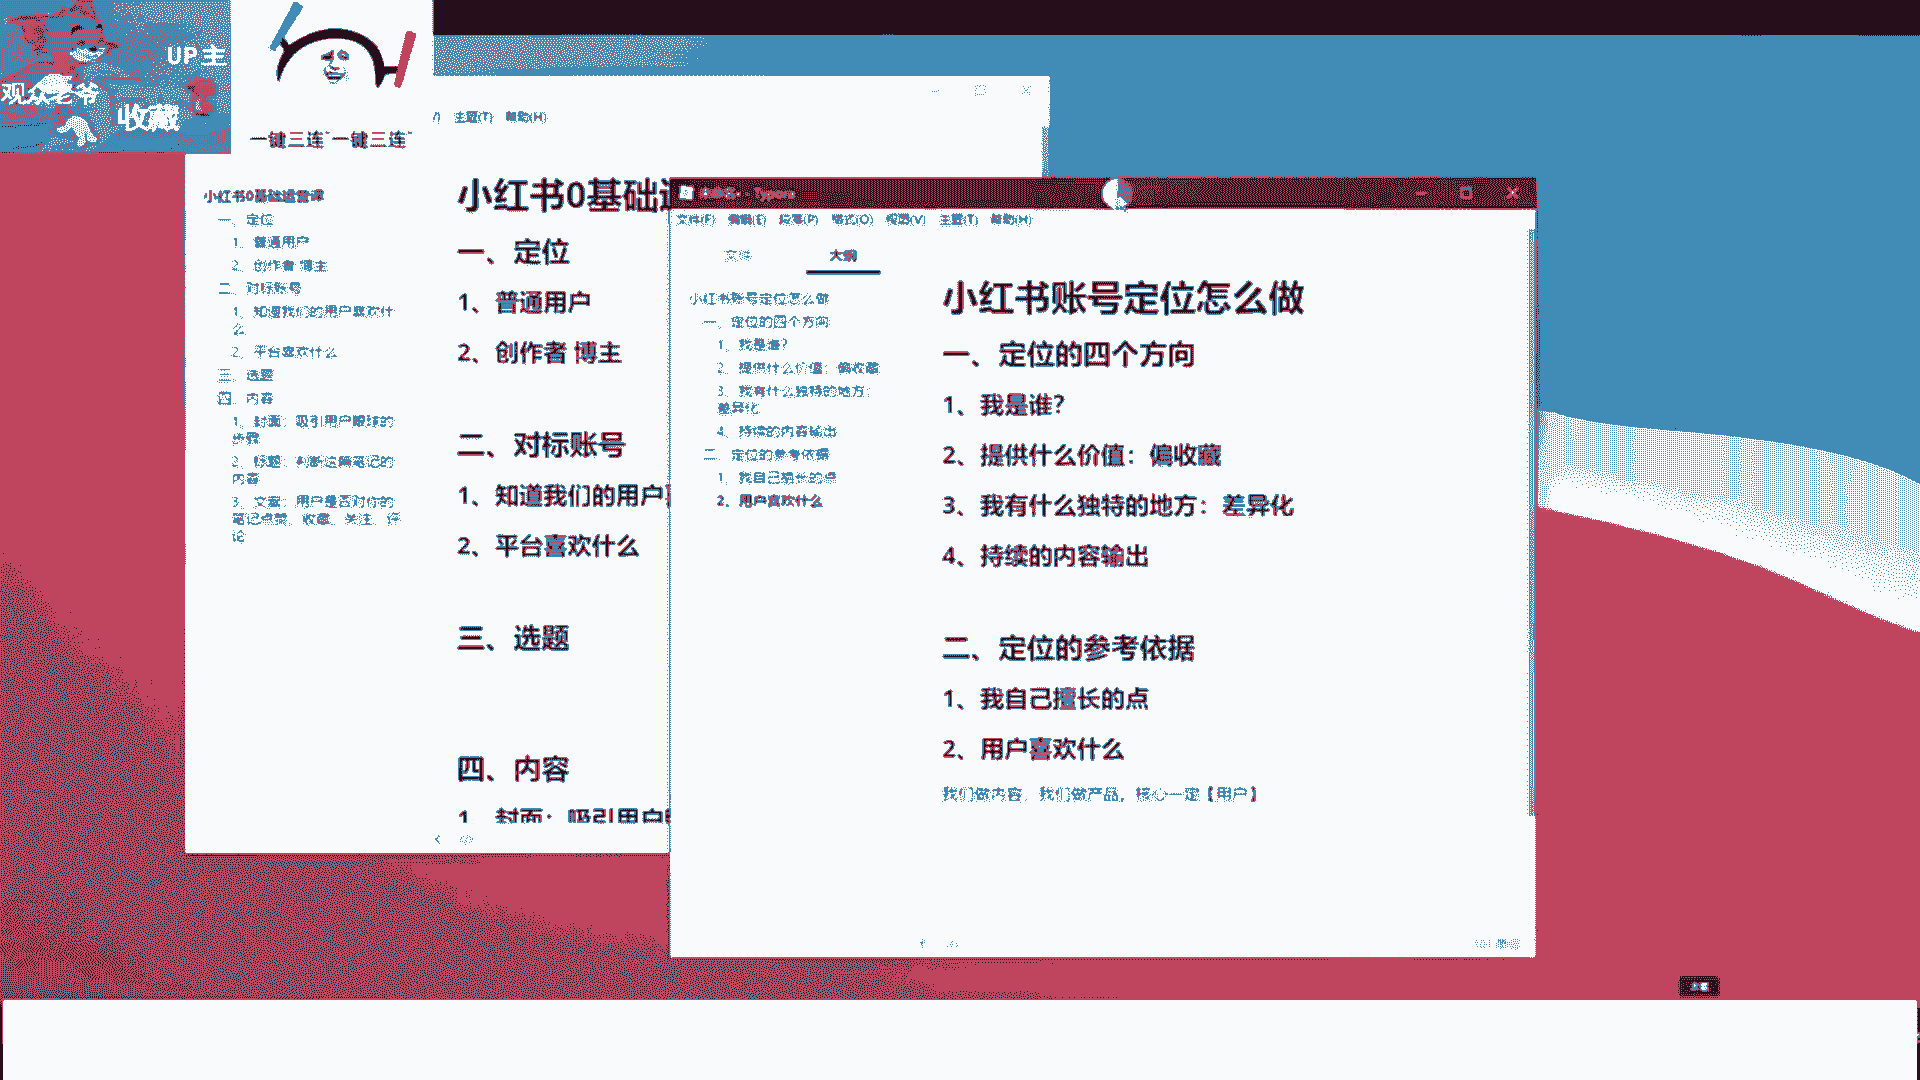 UP主
观众老爷
收藏
一键三连 一键三连
主题(T) 帮助(H)
小红书0基础运营课
一、定位
1、普通用户
2、创作者 博主
二、对标账号
1、知道我们的用户喜欢什
么
2、平台喜欢什么
三、选题
四、内容
1、封面：吸引用户眼球的
步骤
2、标题：判断这篇笔记的
内容
3、文案：用户是否对你的
笔记点赞、收藏、关注、评
论
小红书0基础运
一、定位
1、普通用户
2、创作者 博主
二、对标账号
1、知道我们的用户喜
2、平台喜欢什么
三、选题
四、内容
1、封面：吸引用户
Typora
文件(F) 编辑(E) 段落(P) 格式(O) 视图(V) 主题(T) 帮助(H)
文件 大纲
小红书账号定位怎么做
一、定位的四个方向
1、我是谁？
2、提供什么价值：偏收藏
3、我有什么独特的地方：
差异化
4、持续的内容输出
二、定位的参考依据
1、我自己擅长的点
2、用户喜欢什么
小红书账号定位怎么做
一、定位的四个方向
1、我是谁？
2、提供什么价值：偏收藏
3、我有什么独特的地方：差异化
4、持续的内容输出
二、定位的参考依据
1、我自己擅长的点
2、用户喜欢什么
我们做内容，我们做产品，核心一定【用户】